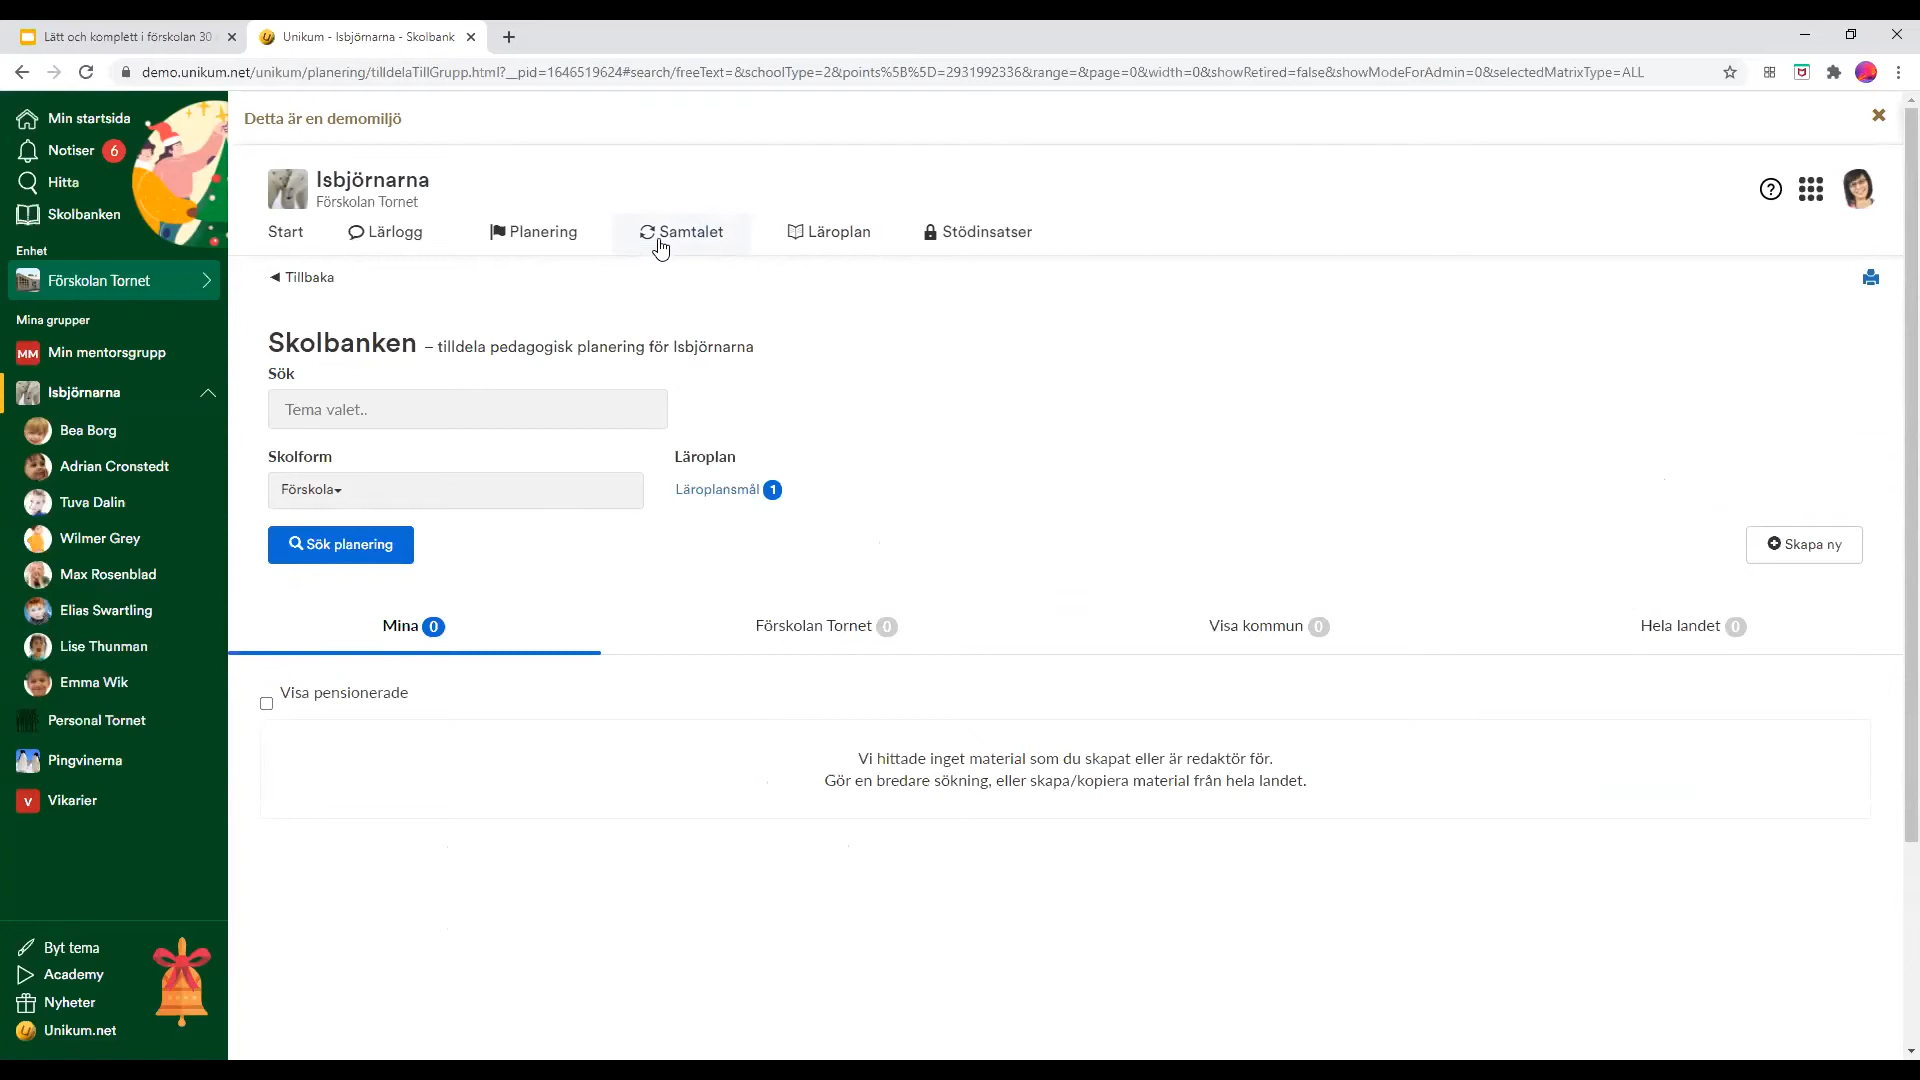 Lätt och komplett i förskolan 30
Unikum - Isbjörnarna - Skolbank
demo.unikum.net/unikum/planering/tilldelaTillGrupp.html?__pid=1646519624#search/freeText=&schoolType=2&points%5B%5D=2931992336&range=&page=0&width=0&showRetired=false&showModeForAdmin=0&selectedMatrixType=ALL
Min startsida
Notiser 6
Hitta
Skolbanken
Enhet
Förskolan Tornet
Mina grupper
MM Min mentorsgrupp
Isbjörnarna
Bea Borg
Adrian Cronstedt
Tuva Dalin
Wilmer Grey
Max Rosenblad
Elias Swartling
Lise Thunman
Emma Wik
Personal Tornet
Pingvinerna
V Vikarier
Byt tema
Academy
Nyheter
Unikum.net
Detta är en demomiljö
Isbjörnarna
Förskolan Tornet
Start Lärlogg Planering Samtalet Läroplan Stödinsatser
Tillbaka
Skolbanken – tilldela pedagogisk planering för Isbjörnarna
Sök
Tema valet..
Skolform Läroplan
Förskola Läroplansmål 1
Sök planering Skapa ny
Mina 0 Förskolan Tornet 0 Visa kommun 0 Hela landet 0
Visa pensionerade
Vi hittade inget material som du skapat eller är redaktör för.
Gör en bredare sökning, eller skapa/kopiera material från hela landet.